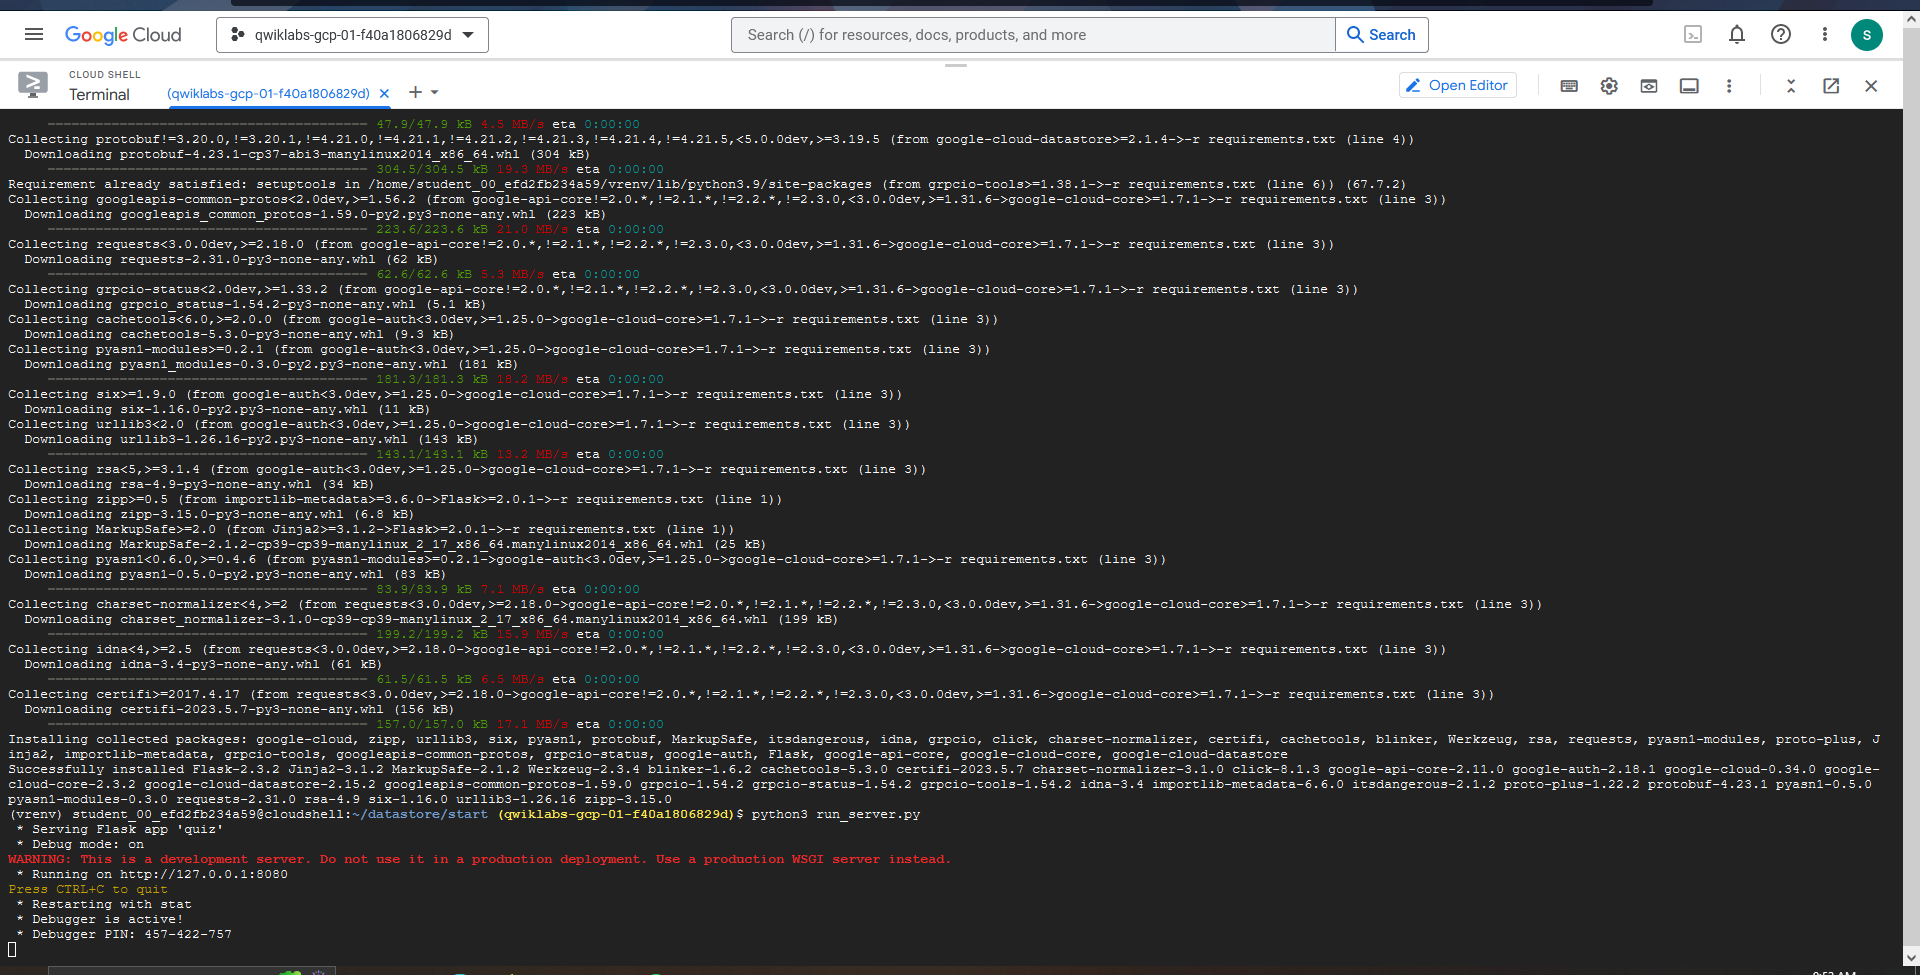 Google Cloud
qwiklabs-gcp-01-f40a1806829d
Search (/) for resources, docs, products, and more
Search
S
CLOUD SHELL
Terminal
(qwiklabs-gcp-01-f40a1806829d)
Open Editor
47.9/47.9 kB 4.5 MB/s eta 0:00:00
Collecting protobuf!=3.20.0,!=3.20.1,!=4.21.0,!=4.21.1,!=4.21.2,!=4.21.3,!=4.21.4,!=4.21.5,<5.0.0dev,>=3.19.5 (from google-cloud-datastore>=2.1.4->-r requirements.txt (line 4))
Downloading protobuf-4.23.1-cp37-abi3-manylinux2014_x86_64.whl (304 kB)
304.5/304.5 kB 19.3 MB/s eta 0:00:00
Requirement already satisfied: setuptools in /home/student_00_efd2fb234a59/vrenv/lib/python3.9/site-packages (from grpcio-tools>=1.38.1->-r requirements.txt (line 6)) (67.7.2)
Collecting googleapis-common-protos<2.0dev,>=1.56.2 (from google-api-core!=2.0.*,!=2.1.*,!=2.2.*,!=2.3.0,<3.0.0dev,>=1.31.6->google-cloud-core>=1.7.1->-r requirements.txt (line 3))
Downloading googleapis_common_protos-1.59.0-py2.py3-none-any.whl (223 kB)
223.6/223.6 kB 21.0 MB/s eta 0:00:00
Collecting requests<3.0.0dev,>=2.18.0 (from google-api-core!=2.0.*,!=2.1.*,!=2.2.*,!=2.3.0,<3.0.0dev,>=1.31.6->google-cloud-core>=1.7.1->-r requirements.txt (line 3))
Downloading requests-2.31.0-py3-none-any.whl (62 kB)
62.6/62.6 kB 5.3 MB/s eta 0:00:00
Collecting grpcio-status<2.0dev,>=1.33.2 (from google-api-core!=2.0.*,!=2.1.*,!=2.2.*,!=2.3.0,<3.0.0dev,>=1.31.6->google-cloud-core>=1.7.1->-r requirements.txt (line 3))
Downloading grpcio_status-1.54.2-py3-none-any.whl (5.1 kB)
Collecting cachetools<6.0,>=2.0.0 (from google-auth<3.0dev,>=1.25.0->google-cloud-core>=1.7.1->-r requirements.txt (line 3))
Downloading cachetools-5.3.0-py3-none-any.whl (9.3 kB)
Collecting pyasn1-modules>=0.2.1 (from google-auth<3.0dev,>=1.25.0->google-cloud-core>=1.7.1->-r requirements.txt (line 3))
Downloading pyasn1_modules-0.3.0-py2.py3-none-any.whl (181 kB)
181.3/181.3 kB 18.2 MB/s eta 0:00:00
Collecting six>=1.9.0 (from google-auth<3.0dev,>=1.25.0->google-cloud-core>=1.7.1->-r requirements.txt (line 3))
Downloading six-1.16.0-py2.py3-none-any.whl (11 kB)
Collecting urllib3<2.0 (from google-auth<3.0dev,>=1.25.0->google-cloud-core>=1.7.1->-r requirements.txt (line 3))
Downloading urllib3-1.26.16-py2.py3-none-any.whl (143 kB)
143.1/143.1 kB 13.2 MB/s eta 0:00:00
Collecting rsa<5,>=3.1.4 (from google-auth<3.0dev,>=1.25.0->google-cloud-core>=1.7.1->-r requirements.txt (line 3))
Downloading rsa-4.9-py3-none-any.whl (34 kB)
Collecting zipp>=0.5 (from importlib-metadata>=3.6.0->Flask>=2.0.1->-r requirements.txt (line 1))
Downloading zipp-3.15.0-py3-none-any.whl (6.8 kB)
Collecting MarkupSafe>=2.0 (from Jinja2>=3.1.2->Flask>=2.0.1->-r requirements.txt (line 1))
Downloading MarkupSafe-2.1.2-cp39-cp39-manylinux_2_17_x86_64.manylinux2014_x86_64.whl (25 kB)
Collecting pyasn1<0.6.0,>=0.4.6 (from pyasn1-modules>=0.2.1->google-auth<3.0dev,>=1.25.0->google-cloud-core>=1.7.1->-r requirements.txt (line 3))
Downloading pyasn1-0.5.0-py2.py3-none-any.whl (83 kB)
83.9/83.9 kB 7.1 MB/s eta 0:00:00
Collecting charset-normalizer<4,>=2 (from requests<3.0.0dev,>=2.18.0->google-api-core!=2.0.*,!=2.1.*,!=2.2.*,!=2.3.0,<3.0.0dev,>=1.31.6->google-cloud-core>=1.7.1->-r requirements.txt (line 3))
Downloading charset_normalizer-3.1.0-cp39-cp39-manylinux_2_17_x86_64.manylinux2014_x86_64.whl (199 kB)
199.2/199.2 kB 15.9 MB/s eta 0:00:00
Collecting idna<4,>=2.5 (from requests<3.0.0dev,>=2.18.0->google-api-core!=2.0.*,!=2.1.*,!=2.2.*,!=2.3.0,<3.0.0dev,>=1.31.6->google-cloud-core>=1.7.1->-r requirements.txt (line 3))
Downloading idna-3.4-py3-none-any.whl (61 kB)
61.5/61.5 kB 6.5 MB/s eta 0:00:00
Collecting certifi>=2017.4.17 (from requests<3.0.0dev,>=2.18.0->google-api-core!=2.0.*,!=2.1.*,!=2.2.*,!=2.3.0,<3.0.0dev,>=1.31.6->google-cloud-core>=1.7.1->-r requirements.txt (line 3))
Downloading certifi-2023.5.7-py3-none-any.whl (156 kB)
157.0/157.0 kB 17.1 MB/s eta 0:00:00
Installing collected packages: google-cloud, zipp, urllib3, six, pyasn1, protobuf, MarkupSafe, itsdangerous, idna, grpcio, click, charset-normalizer, certifi, cachetools, blinker, Werkzeug, rsa, requests, pyasn1-modules, proto-plus, J
inja2, importlib-metadata, grpcio-tools, googleapis-common-protos, grpcio-status, google-auth, Flask, google-api-core, google-cloud-core, google-cloud-datastore
Successfully installed Flask-2.3.2 Jinja2-3.1.2 MarkupSafe-2.1.2 Werkzeug-2.3.4 blinker-1.6.2 cachetools-5.3.0 certifi-2023.5.7 charset-normalizer-3.1.0 click-8.1.3 google-api-core-2.11.0 google-auth-2.18.1 google-cloud-0.34.0 google-
cloud-core-2.3.2 google-cloud-datastore-2.15.2 googleapis-common-protos-1.59.0 grpcio-1.54.2 grpcio-status-1.54.2 grpcio-tools-1.54.2 idna-3.4 importlib-metadata-6.6.0 itsdangerous-2.1.2 proto-plus-1.22.2 protobuf-4.23.1 pyasn1-0.5.0
pyasn1-modules-0.3.0 requests-2.31.0 rsa-4.9 six-1.16.0 urllib3-1.26.16 zipp-3.15.0
(vrenv) student_00_efd2fb234a59@cloudshell:~/datastore/start (qwiklabs-gcp-01-f40a1806829d)$ python3 run_server.py
* Serving Flask app 'quiz'
* Debug mode: on
WARNING: This is a development server. Do not use it in a production deployment. Use a production WSGI server instead.
* Running on http://127.0.0.1:8080
Press CTRL+C to quit
* Restarting with stat
* Debugger is active!
* Debugger PIN: 457-422-757